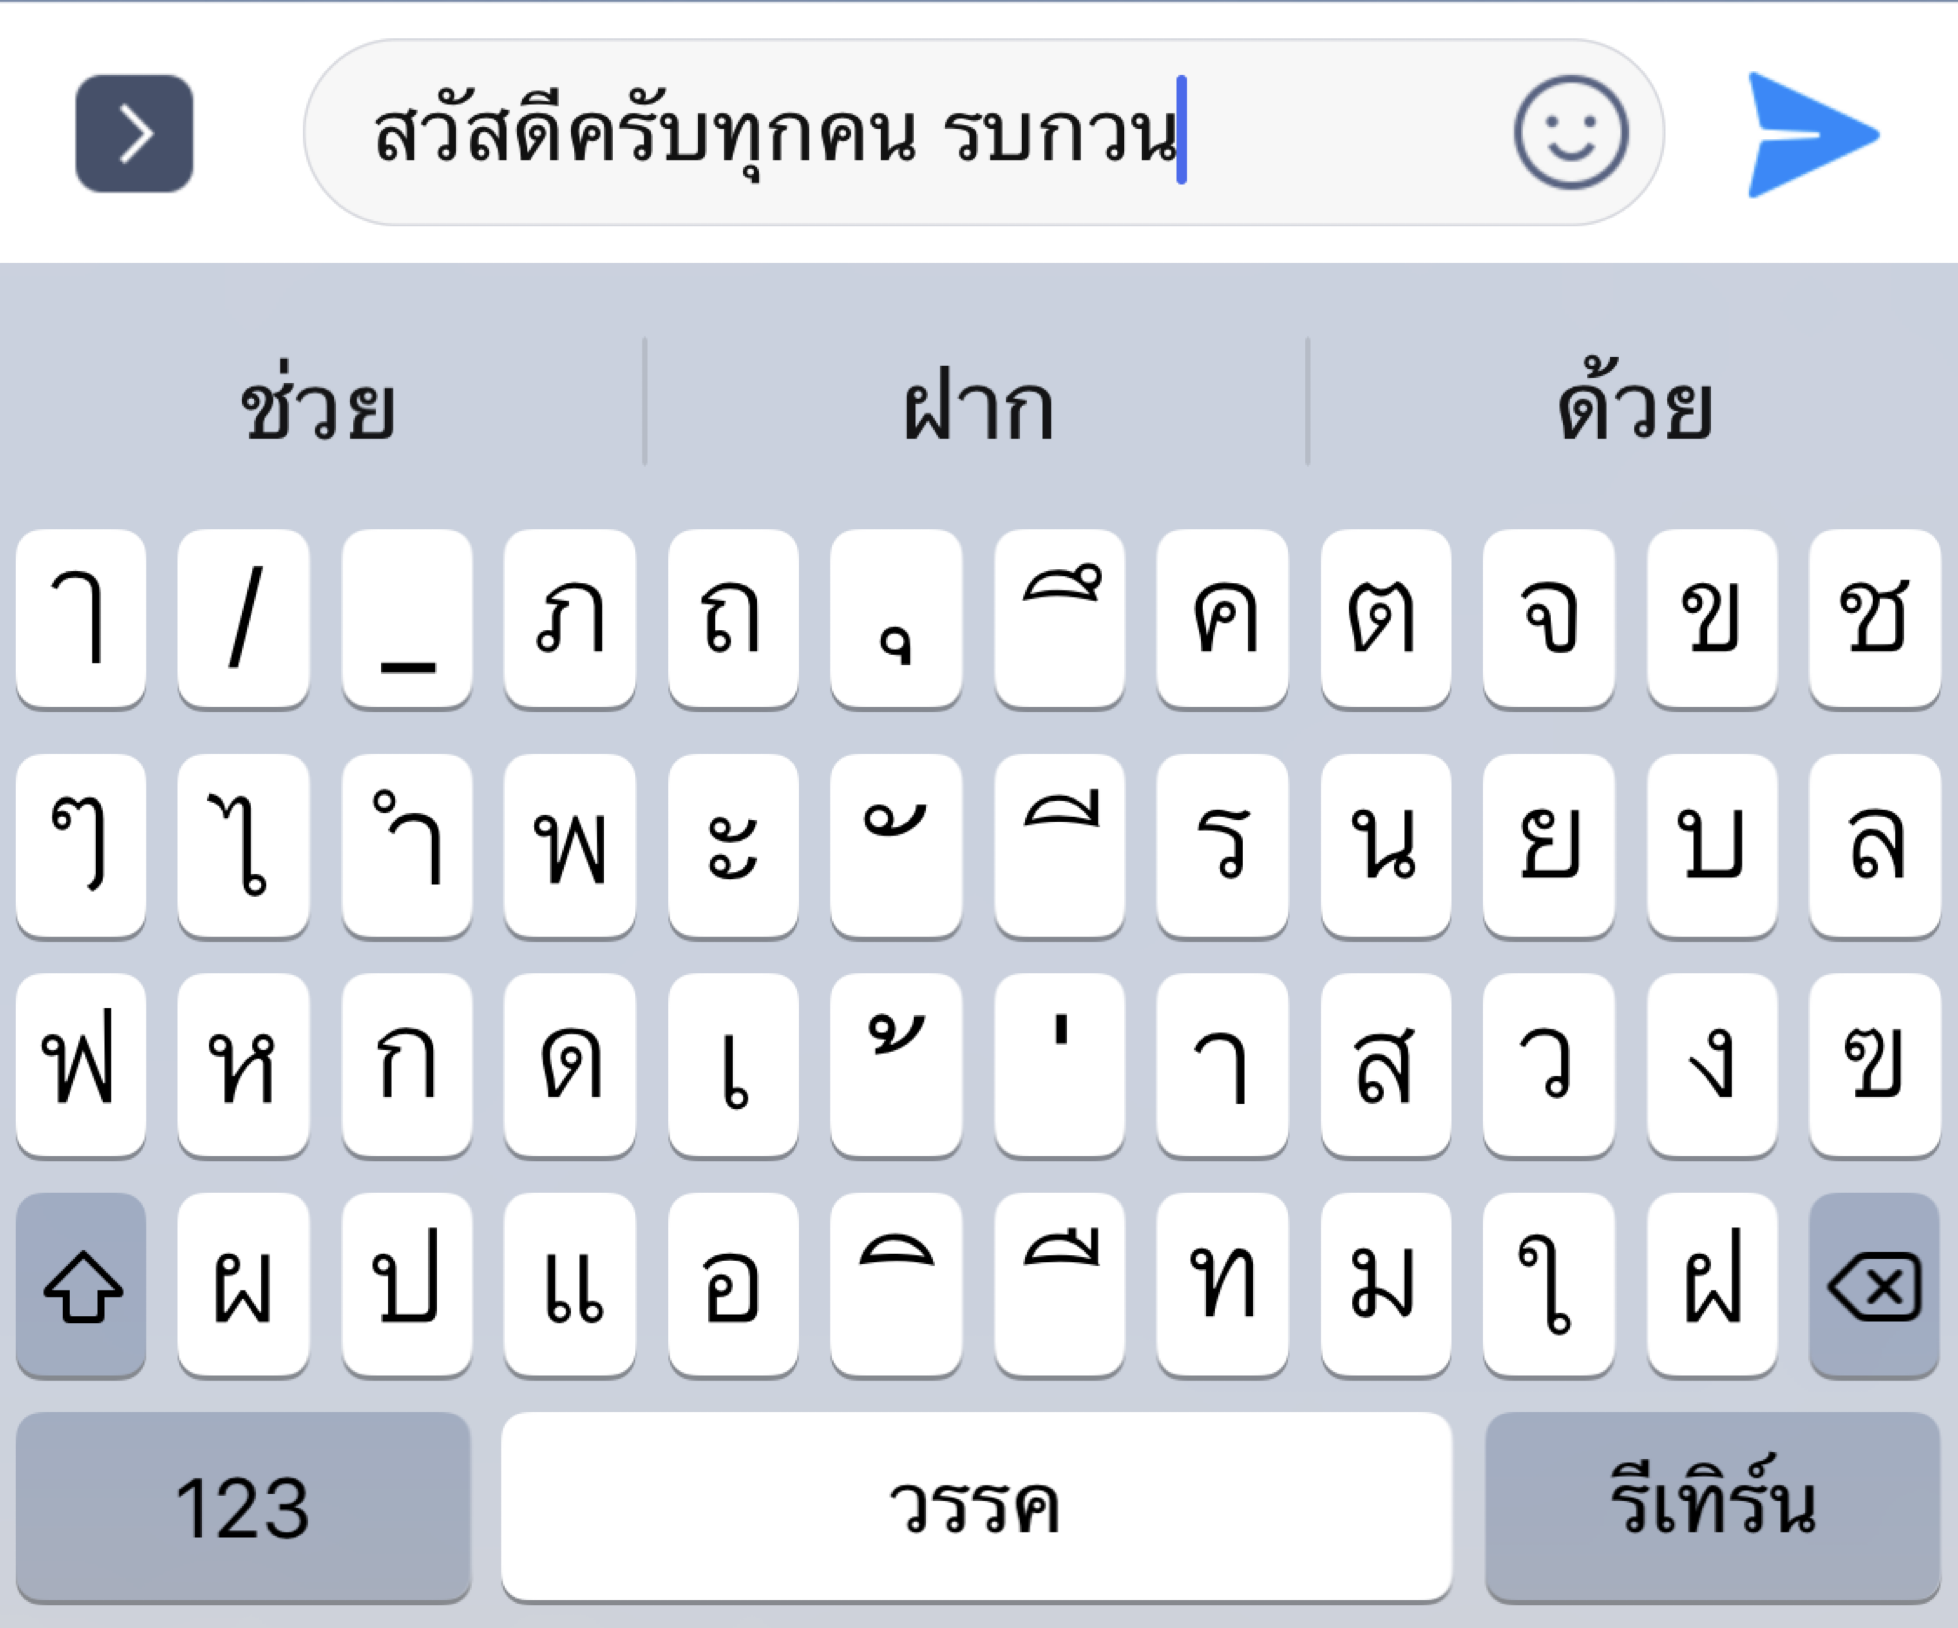 สวัสดีครับทุกคน รบกวน
ช่วย ฝาก ด้วย
ๅ / _ ภ ถ ุ ึ ค ต จ ข ช
ๆ ไ ำ พ ะ ั ี ร น ย บ ล
ฟ ห ก ด เ ้ ่ า ส ว ง ฃ
ผ ป แ อ ิ ื ท ม ใ ฝ
123 วรรค รีเทิร์น